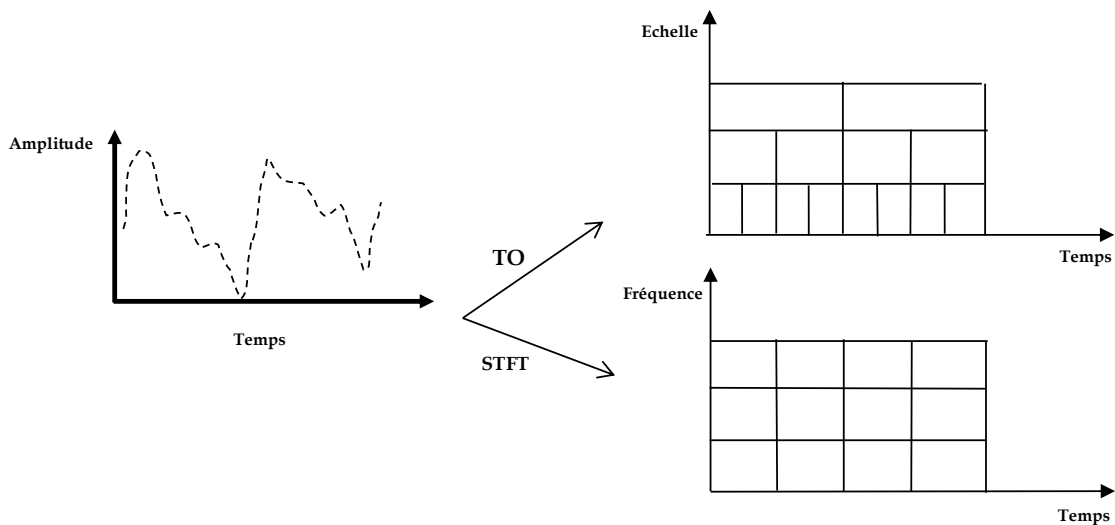 Amplitude
Temps
TO
STFT
Echelle
Temps
Fréquence
Temps